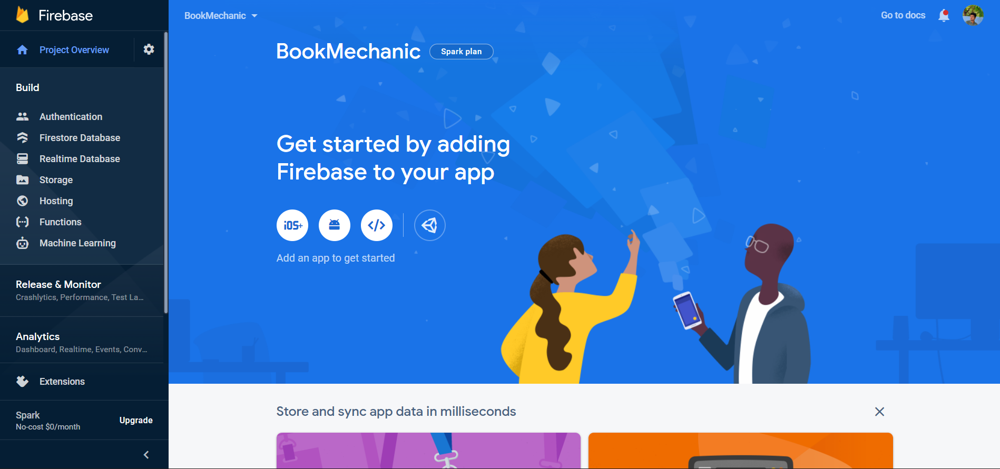 Firebase
Project Overview
Build
Authentication
Firestore Database
Realtime Database
Storage
Hosting
Functions
Machine Learning
Release & Monitor
Crashlytics, Performance, Test La...
Analytics
Dashboard, Realtime, Events, Conv...
Extensions
Spark
No-cost $0/month
Upgrade
BookMechanic
Go to docs
BookMechanic
Spark plan
Get started by adding
Firebase to your app
iOS+
</>
Add an app to get started
Store and sync app data in milliseconds